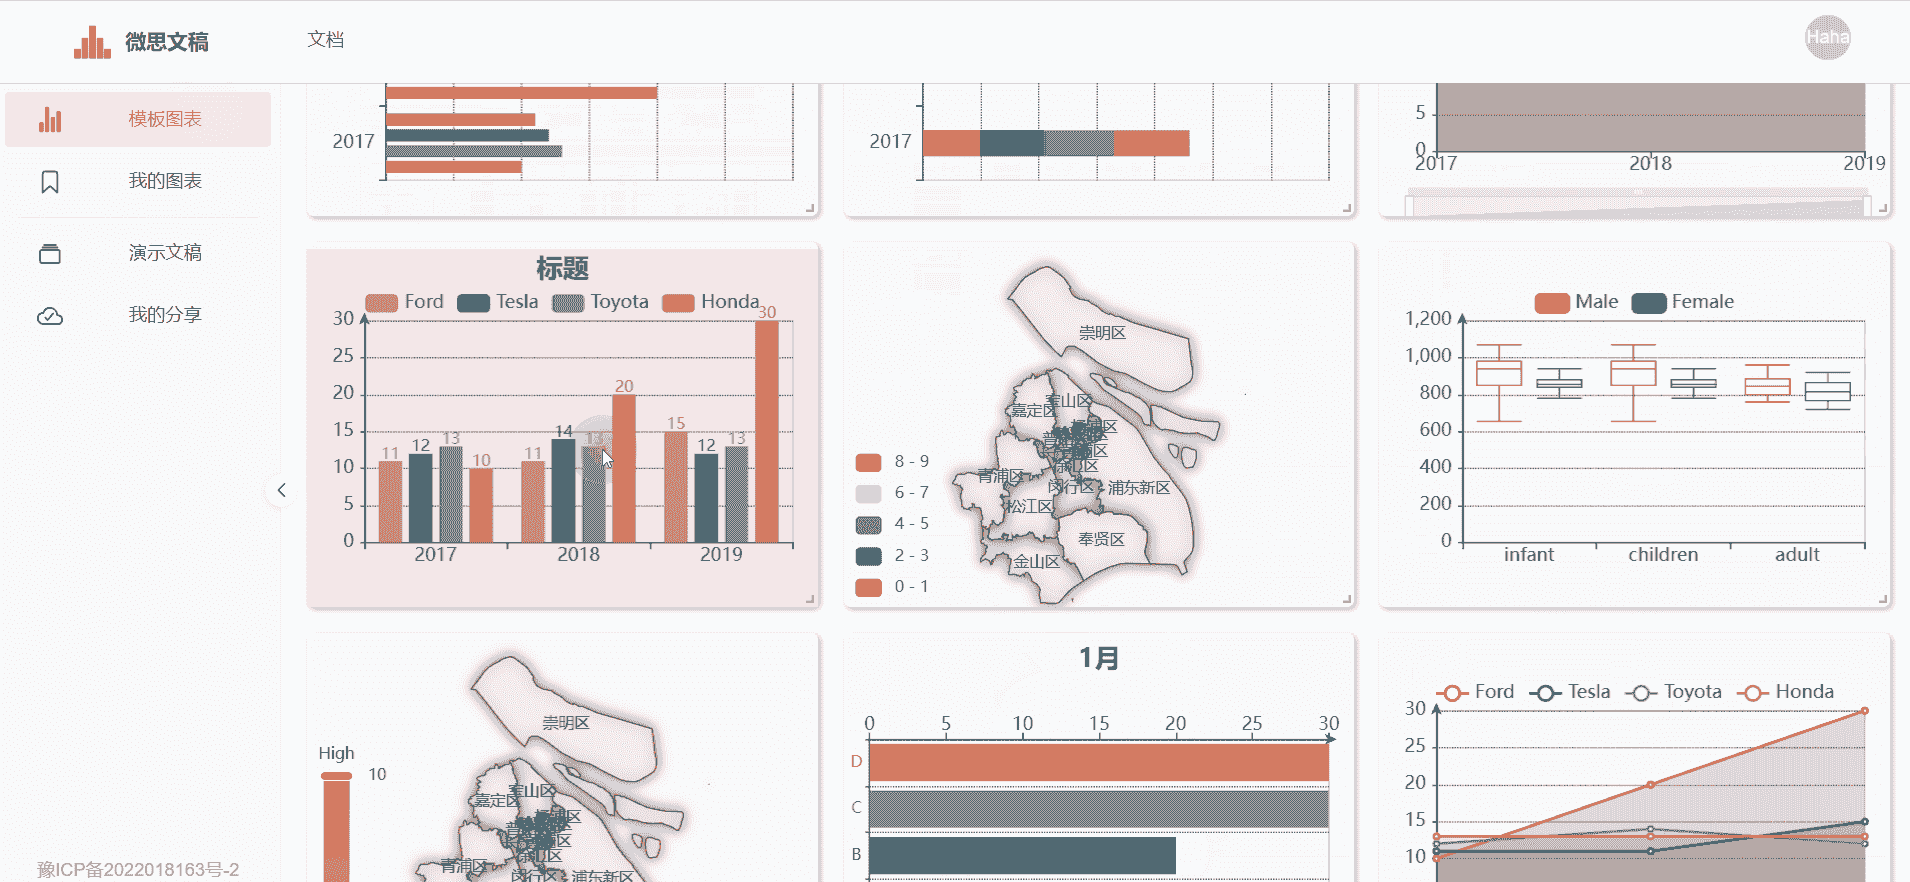 微思文稿
文档
Haha
模板图表
我的图表
演示文稿
我的分享
豫ICP备2022018163号-2
2017
2017
5
0
2017 2018 2019
标题
Ford Tesla Toyota Honda
30
25
20
15
10
5
0
11 12 13 10
11 14 13 20
15 12 13 30
2017 2018 2019
崇明区
嘉定区
宝山区
青浦区
松江区
闵行区
浦东新区
奉贤区
金山区
徐汇区
8 - 9
6 - 7
4 - 5
2 - 3
0 - 1
Male Female
1,200
1,000
800
600
400
200
0
infant children adult
High
10
崇明区
嘉定区
宝山区
青浦区
闵行区
浦东新区
1月
0 5 10 15 20 25 30
D
C
B
Ford Tesla Toyota Honda
30
25
20
15
10